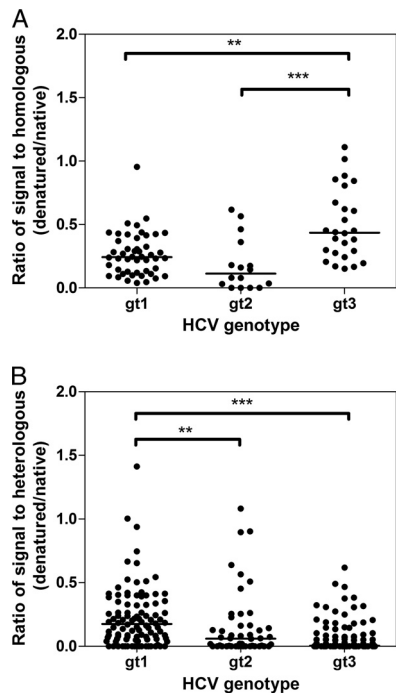 A
Ratio of signal to homologous
(denatured/native)
2.0
1.5
1.0
0.5
0.0
**
***
gt1 gt2 gt3
HCV genotype
B
Ratio of signal to heterologous
(denatured/native)
2.0
1.5
1.0
0.5
0.0
***
**
gt1 gt2 gt3
HCV genotype